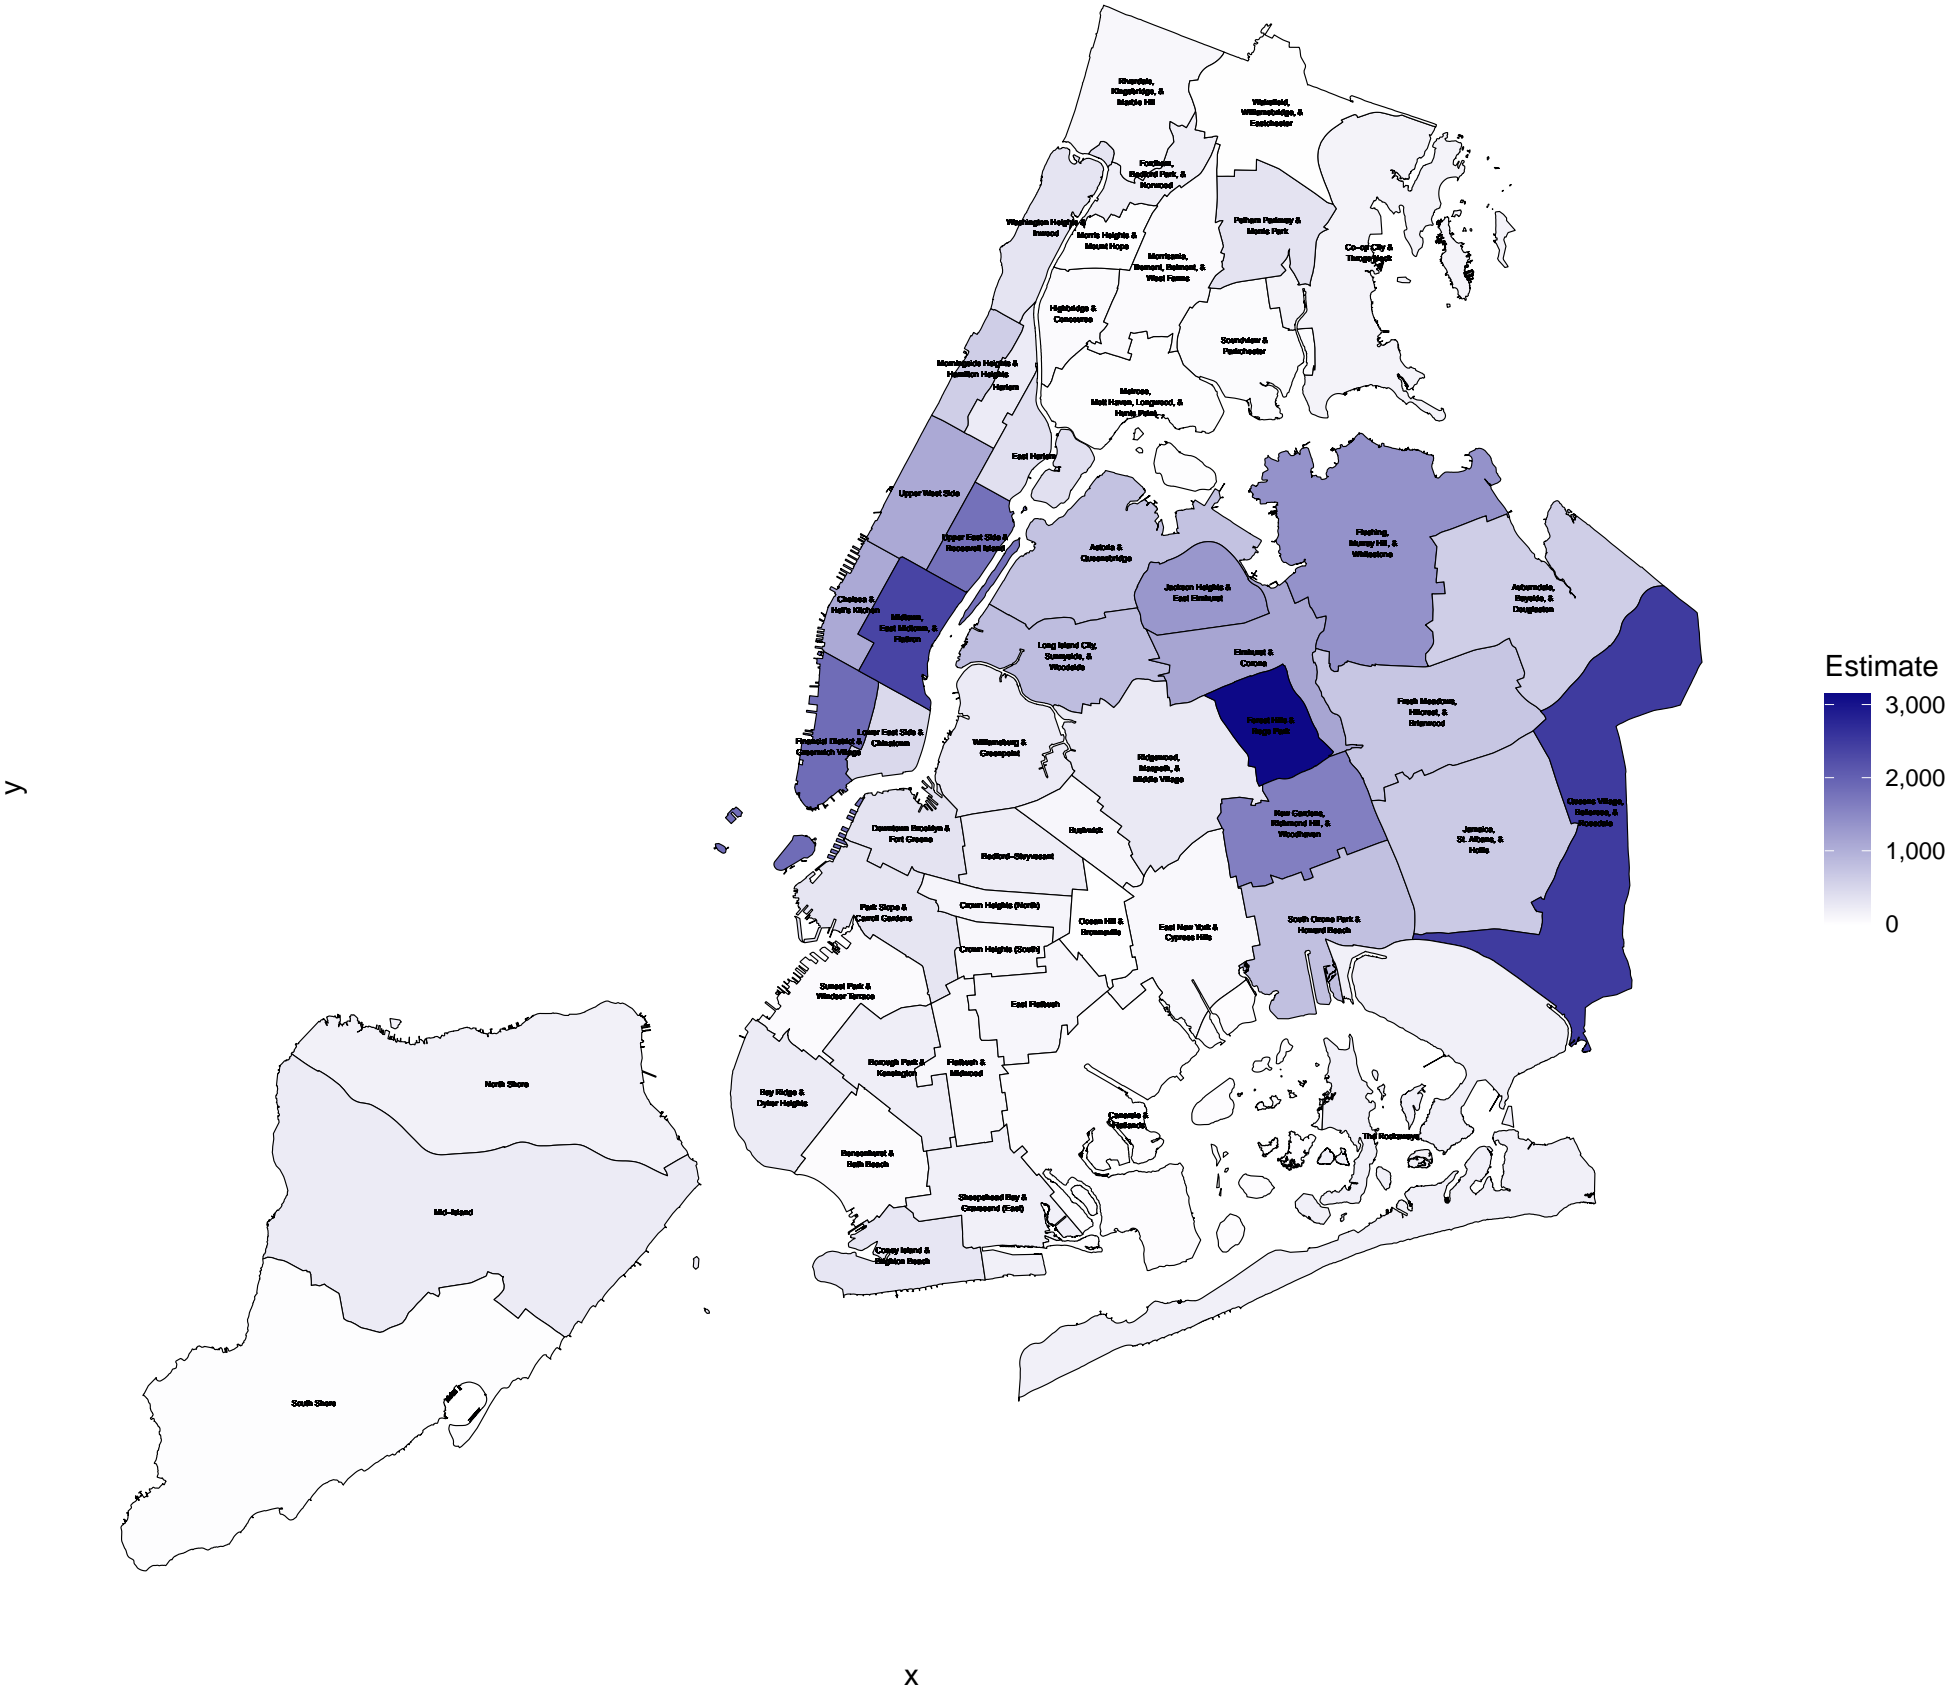 Riverdale,
Kingsbridge, &
Marble Hill
Wakefield,
Williamsbridge, &
Eastchester
Fordham,
Bedford Park, &
Norwood
Washington Heights &
Inwood
Morris Heights &
Mount Hope
Pelham Parkway &
Morris Park
Co-op City &
Throgs Neck
Morrisania,
Tremont, Belmont, &
West Farms
Highbridge &
Concourse
Soundview &
Parkchester
Morningside Heights &
Hamilton Heights
Harlem
Melrose,
Mott Haven, Longwood, &
Hunts Point
East Harlem
Upper West Side
Upper East Side &
Roosevelt Island
Astoria &
Queensbridge
Flushing,
Murray Hill, &
Whitestone
Jackson Heights &
East Elmhurst
Auburndale,
Bayside, &
Douglaston
Chelsea &
Hell's Kitchen
Midtown,
East Midtown, &
Flatiron
Long Island City,
Sunnyside, &
Woodside
Elmhurst &
Corona
Estimate
3,000
2,000
1,000
0
Fresh Meadows,
Hillcrest, &
Briarwood
Forest Hills &
Rego Park
Financial District &
Greenwich Village
Lower East Side &
Chinatown
Williamsburg &
Greenpoint
Ridgewood,
Maspeth, &
Middle Village
y
Queens Village,
Bellerose, &
Rosedale
Kew Gardens,
Richmond Hill, &
Woodhaven
Downtown Brooklyn &
Fort Greene
Bushwick
Jamaica,
St. Albans, &
Hollis
Bedford-Stuyvesant
Park Slope &
Carroll Gardens
Crown Heights (North)
Ocean Hill &
Brownsville
East New York &
Cypress Hills
South Ozone Park &
Howard Beach
Crown Heights (South)
Sunset Park &
Windsor Terrace
East Flatbush
Borough Park &
Kensington
Flatbush &
Midwood
North Shore
Bay Ridge &
Dyker Heights
Canarsie &
Flatlands
The Rockaways
Bensonhurst &
Bath Beach
Sheepshead Bay &
Gravesend (East)
Mid-Island
Coney Island &
Brighton Beach
South Shore
x